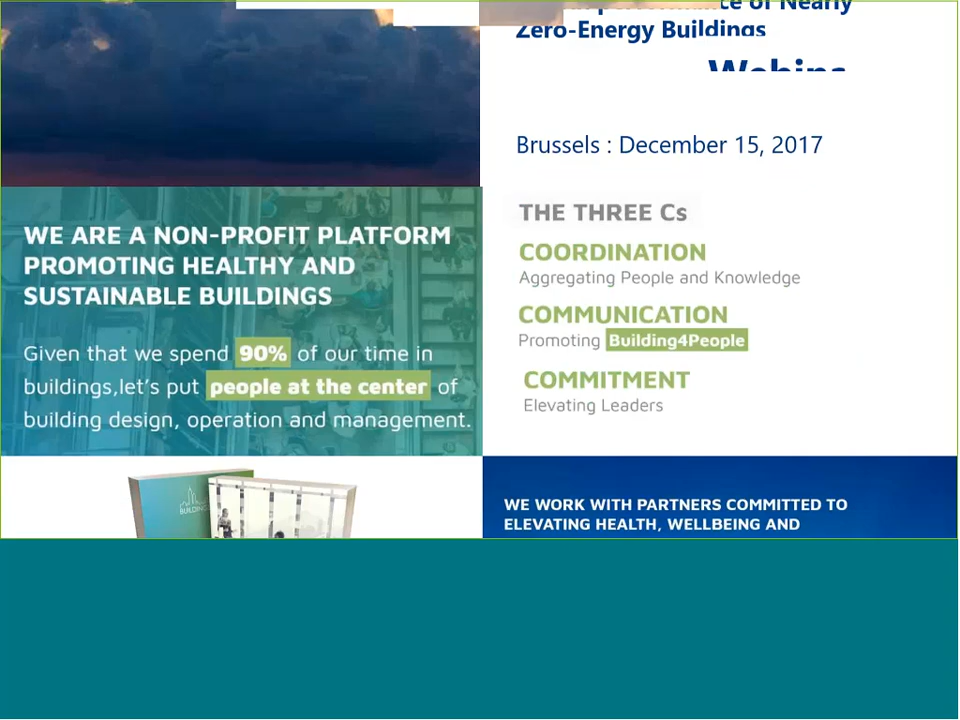 ce of Nearly
Zero-Energy Buildings
Brussels : December 15, 2017
WE ARE A NON-PROFIT PLATFORM
PROMOTING HEALTHY AND
SUSTAINABLE BUILDINGS
Given that we spend 90% of our time in
buildings,let's put people at the center of
building design, operation and management.
THE THREE Cs
COORDINATION
Aggregating People and Knowledge
COMMUNICATION
Promoting Building4People
COMMITMENT
Elevating Leaders
WE WORK WITH PARTNERS COMMITTED TO
ELEVATING HEALTH, WELLBEING AND